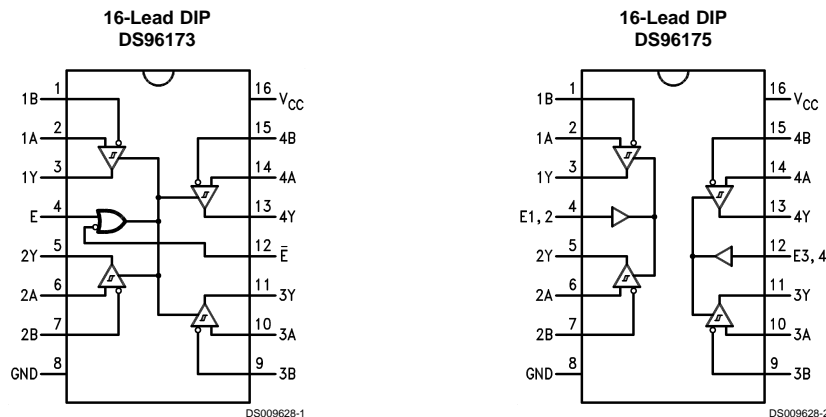 16-Lead DIP
DS96173
1B 1
1A 2
1Y 3
E 4
2Y 5
2A 6
2B 7
GND 8
16 VCC
15 4B
14 4A
13 4Y
12 E̅
11 3Y
10 3A
9 3B
DS009628-1
16-Lead DIP
DS96175
1B 1
1A 2
1Y 3
E1, 2 4
2Y 5
2A 6
2B 7
GND 8
16 VCC
15 4B
14 4A
13 4Y
12 E3, 4
11 3Y
10 3A
9 3B
DS009628-2